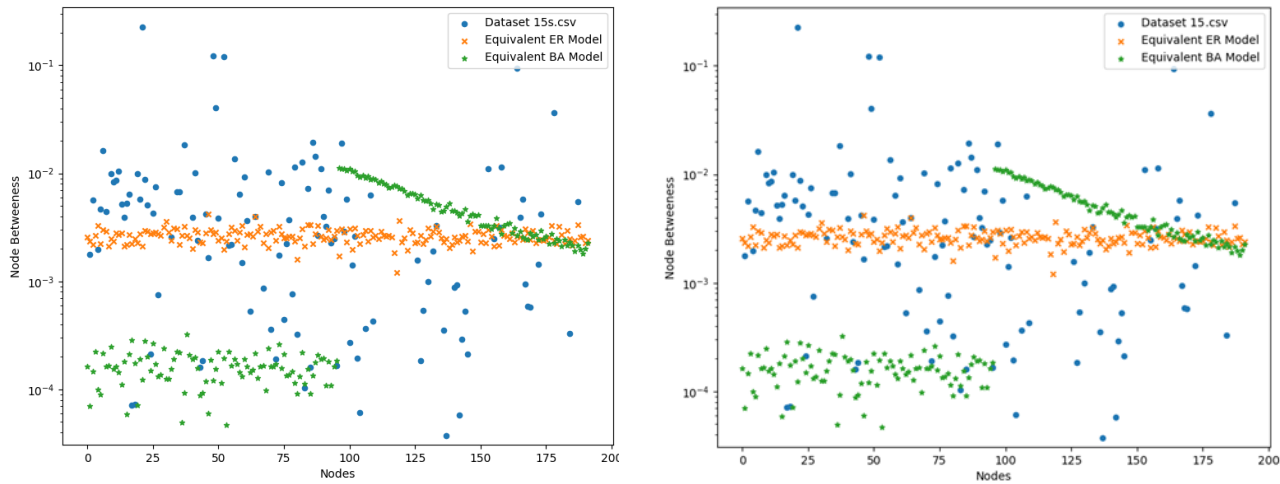 Dataset 15s.csv
Equivalent ER Model
Equivalent BA Model
Node Betweeness
10⁻¹
10⁻²
10⁻³
10⁻⁴
0 25 50 75 100 125 150 175 200
Nodes
Dataset 15.csv
Equivalent ER Model
Equivalent BA Model
Node Betweeness
10⁻¹
10⁻²
10⁻³
10⁻⁴
0 25 50 75 100 125 150 175 200
Nodes